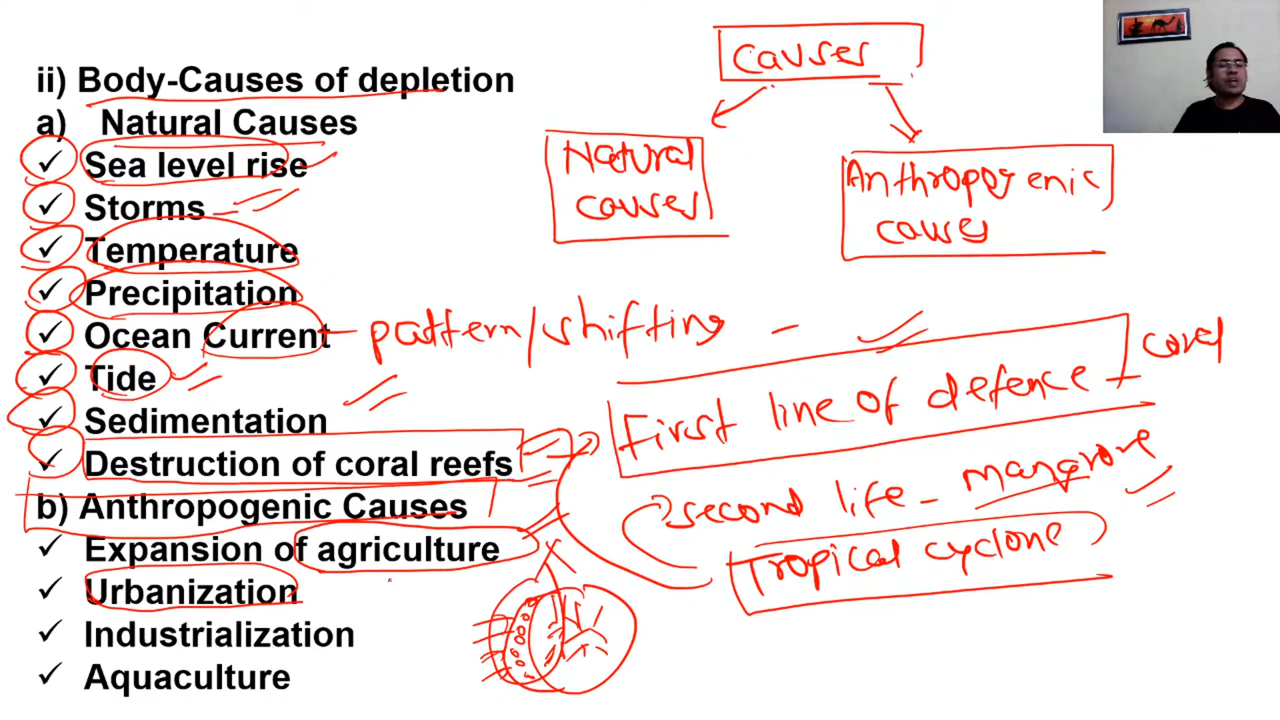 ii) Body-Causes of depletion
a) Natural Causes
✓ Sea level rise
✓ Storms
✓ Temperature
✓ Precipitation
✓ Ocean Current
✓ Tide
✓ Sedimentation
✓ Destruction of coral reefs
b) Anthropogenic Causes
✓ Expansion of agriculture
✓ Urbanization
✓ Industrialization
✓ Aquaculture
causes
Natural
causes
Anthropogenic
causes
pattern/shifting -
First line of defence - coral
second life - mangrove
Tropical cyclone